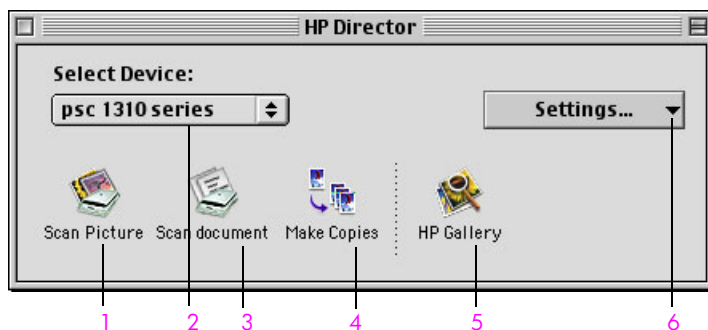 HP Director
Select Device:
psc 1310 series
Settings...
Scan Picture
Scan document
Make Copies
HP Gallery
1 2 3 4 5 6